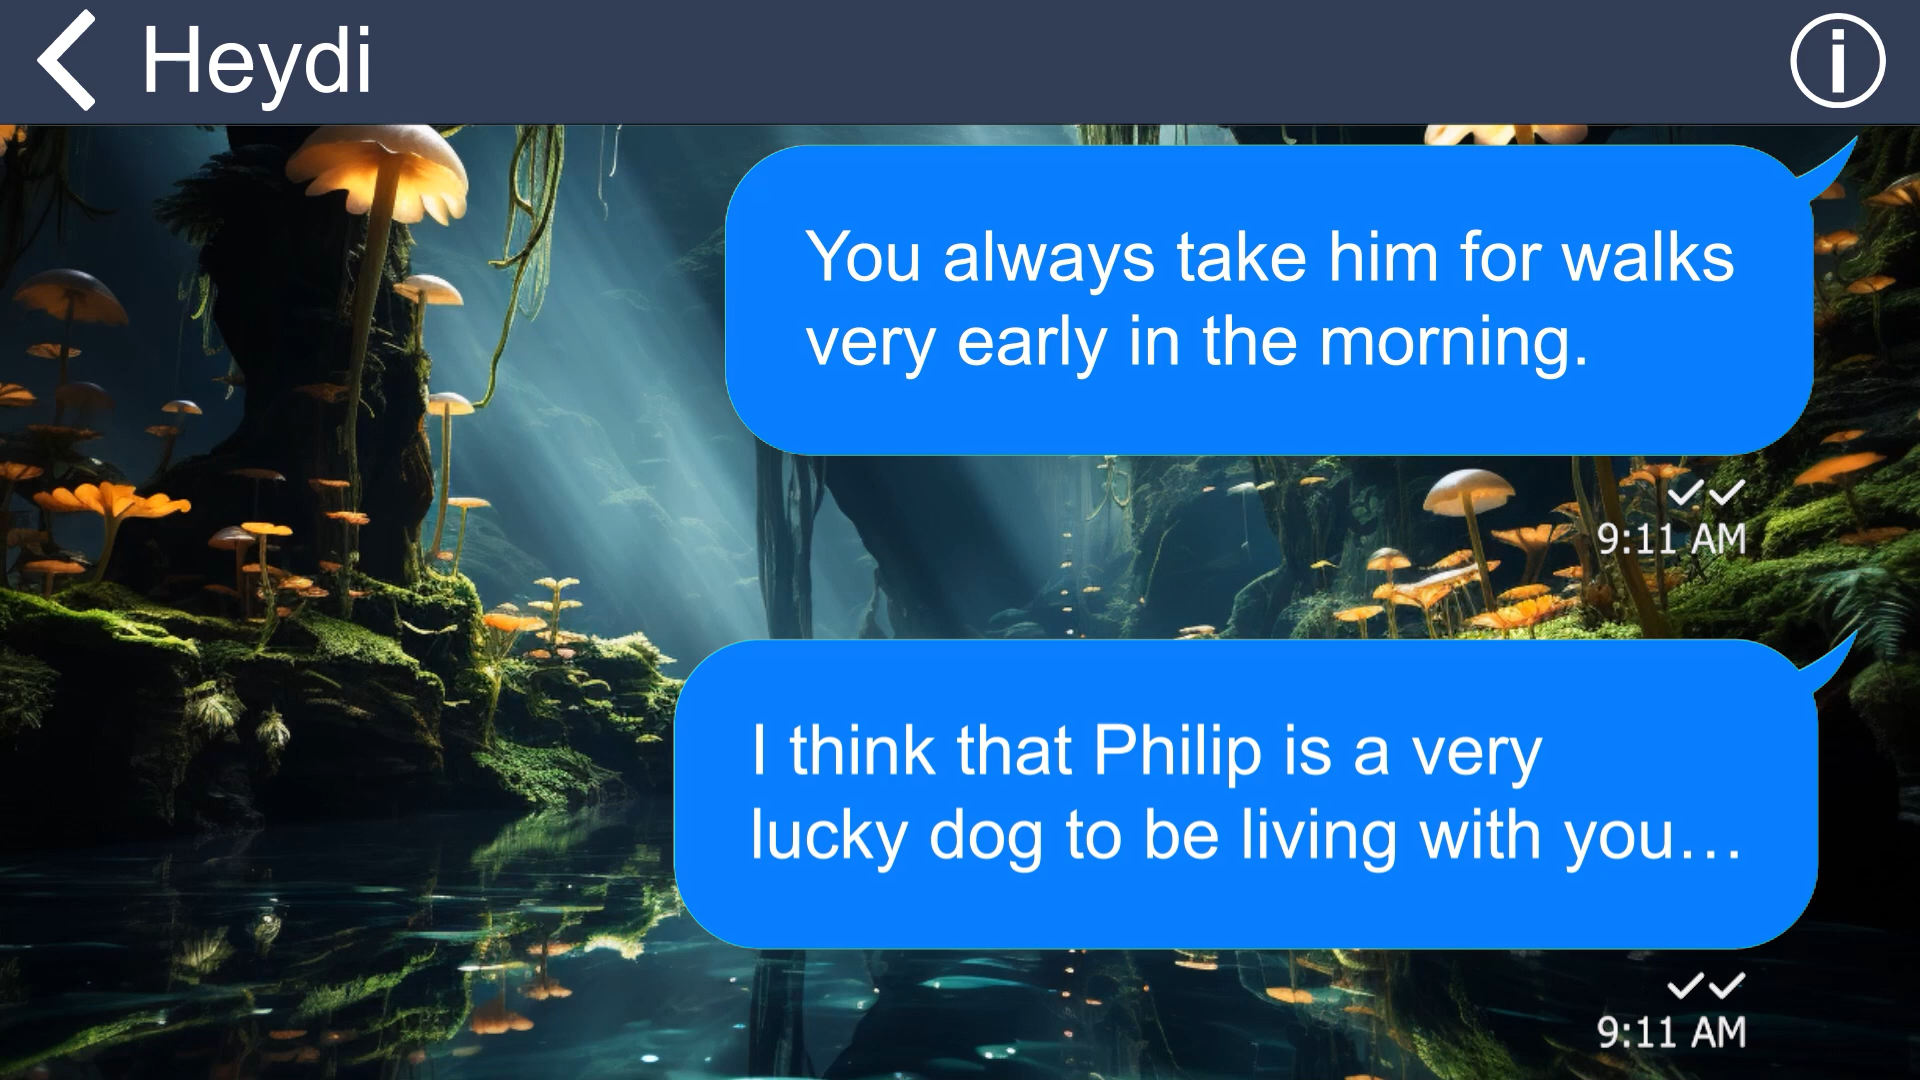 Heydi
You always take him for walks
very early in the morning.
9:11 AM
I think that Philip is a very
lucky dog to be living with you…
9:11 AM